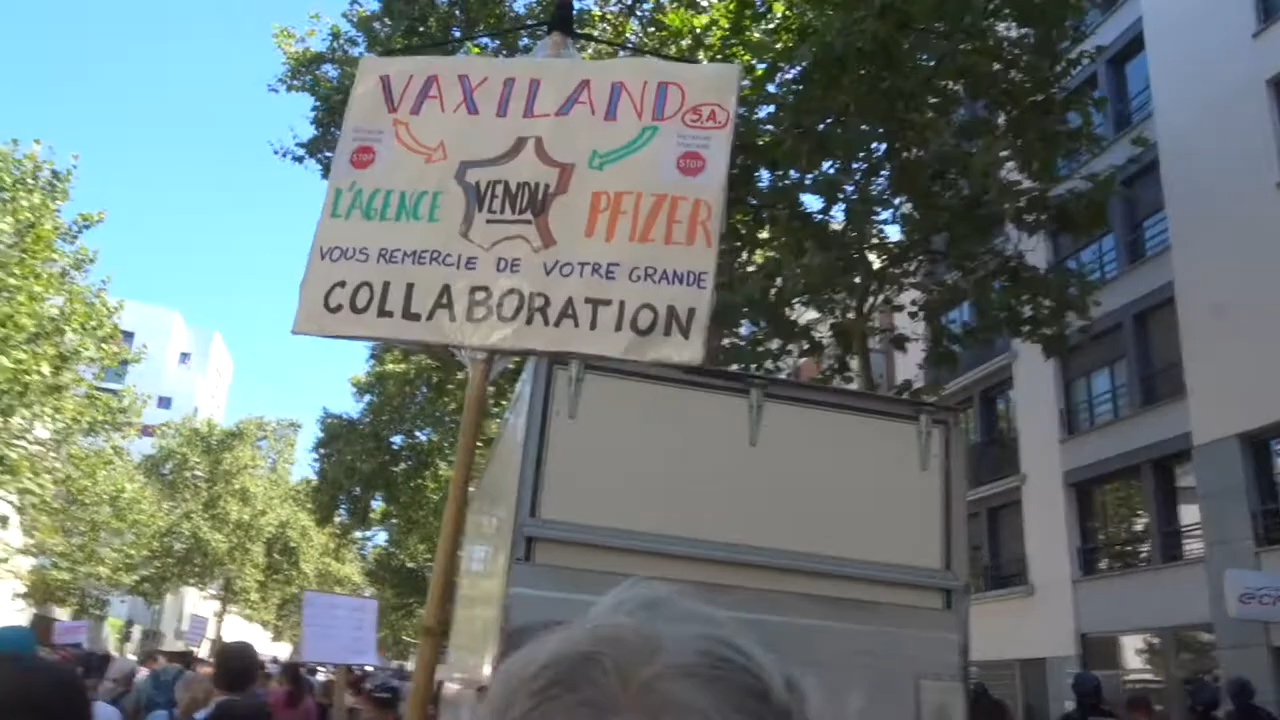 VAXILAND
S.A.
STOP
STOP
L'AGENCE
VENDU
PFIZER
VOUS REMERCIE DE VOTRE GRANDE
COLLABORATION